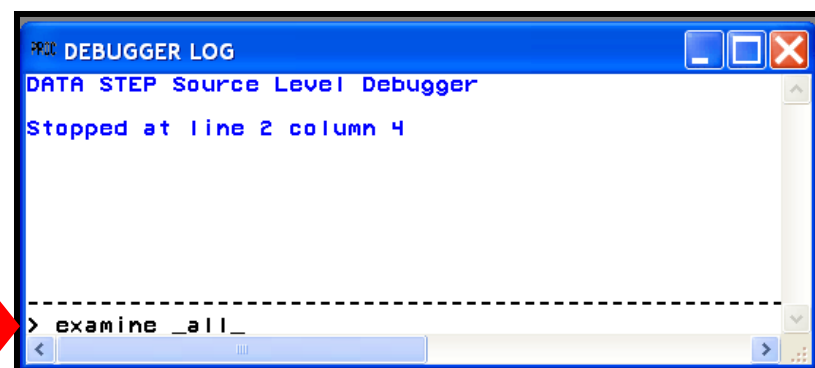 DEBUGGER LOG
DATA STEP Source Level Debugger
Stopped at line 2 column 4
> examine _all_